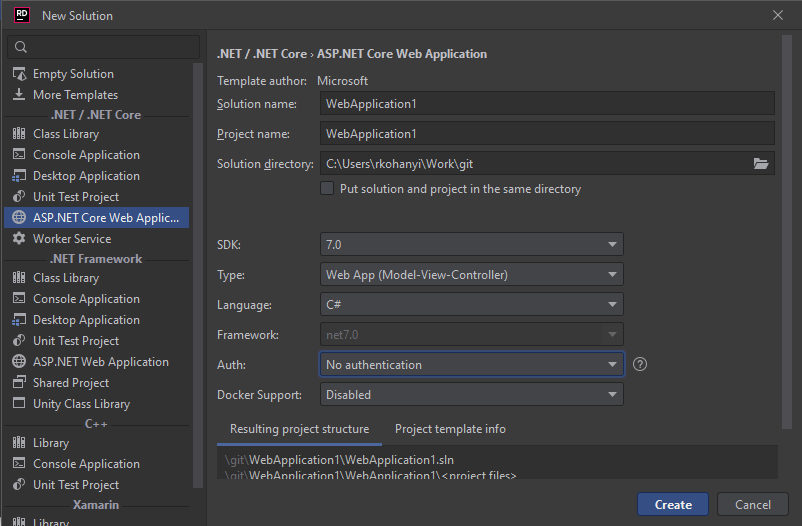 RD New Solution
Empty Solution
More Templates
.NET / .NET Core
Class Library
Console Application
Desktop Application
Unit Test Project
ASP.NET Core Web Applic...
Worker Service
.NET Framework
Class Library
Console Application
Desktop Application
Unit Test Project
ASP.NET Web Application
Shared Project
Unity Class Library
C++
Library
Console Application
Unit Test Project
Xamarin
Library
.NET / .NET Core › ASP.NET Core Web Application
Template author: Microsoft
Solution name: WebApplication1
Project name: WebApplication1
Solution directory: C:\Users\rkohanyi\Work\git
Put solution and project in the same directory
SDK: 7.0
Type: Web App (Model-View-Controller)
Language: C#
Framework: net7.0
Auth: No authentication ?
Docker Support: Disabled
Resulting project structure Project template info
\git\WebApplication1\WebApplication1.sln
\git\WebApplication1\WebApplication1\<project files>
Create Cancel